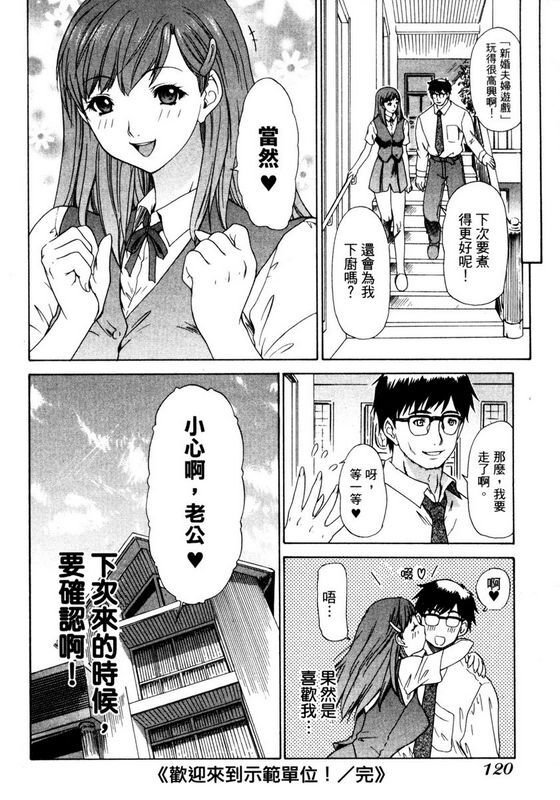 「新婚夫婦遊戲」
玩得很高興啊!
下次要煮
得更好呢!
還會為我
下廚嗎?
當然♥
那麼,我要
走了啊。
呀,
等一等♥
啊♥
啜♡
唔…
果然是
喜歡我…
小心啊,老公♥
下次來的時候,
要確認啊!
《歡迎來到示範單位!/完》
120